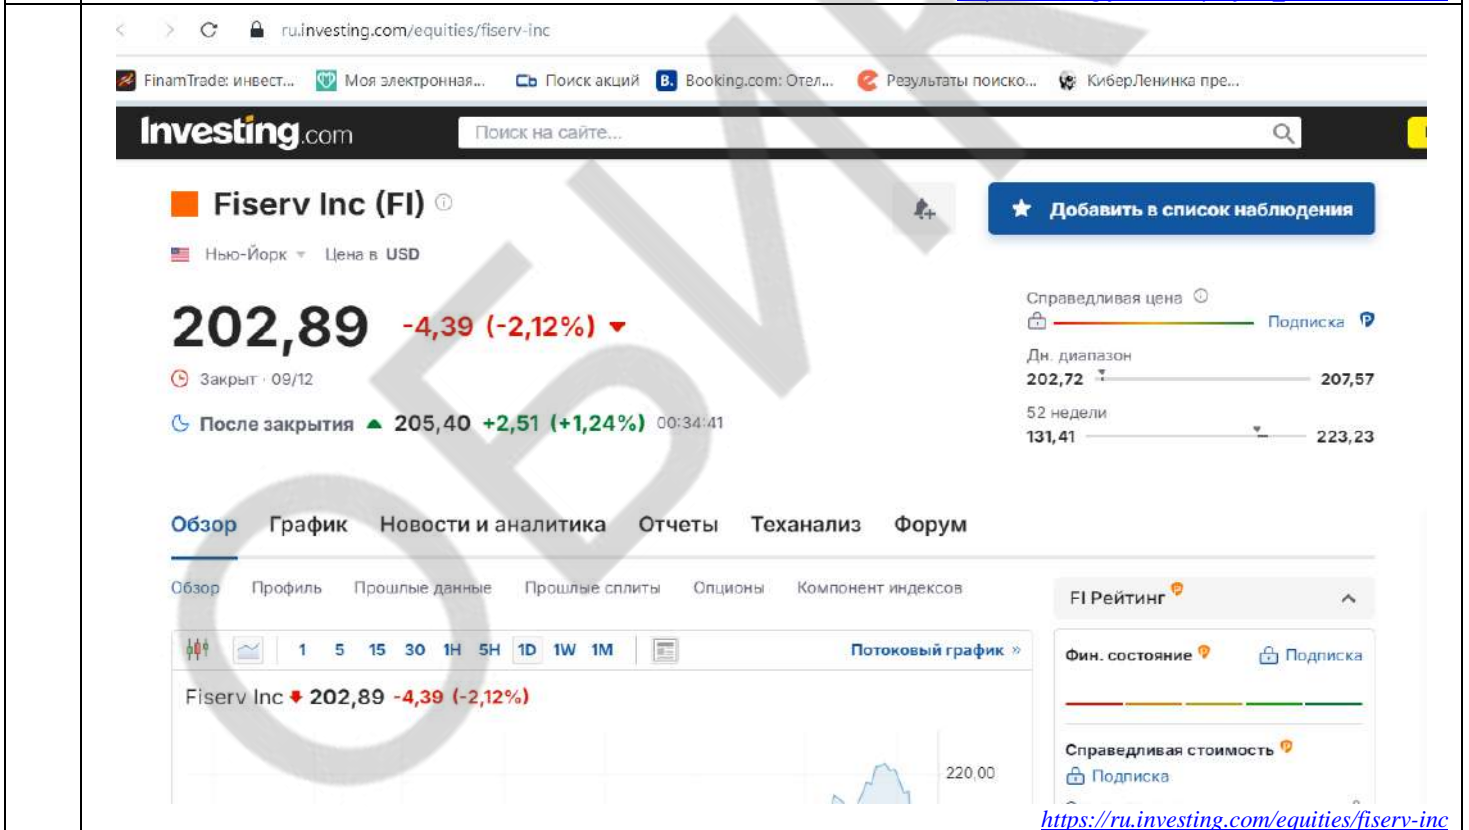 ru.investing.com/equities/fiserv-inc
FinamTrade: инвест... Моя электронная... Поиск акций B. Booking.com: Отел... Результаты поиско... КиберЛенинка пре...
Investing.com Поиск на сайте...
Fiserv Inc (FI)
Добавить в список наблюдения
Нью-Йорк Цена в USD
202,89 -4,39 (-2,12%)
Справедливая цена
Подписка
Дн. диапазон
202,72 207,57
Закрыт · 09/12
52 недели
131,41 223,23
После закрытия 205,40 +2,51 (+1,24%) 00:34:41
Обзор График Новости и аналитика Отчеты Теханализ Форум
Обзор Профиль Прошлые данные Прошлые сплиты Опционы Компонент индексов
FI Рейтинг
1 5 15 30 1H 5H 1D 1W 1M Потоковый график »
Фин. состояние Подписка
Fiserv Inc 202,89 -4,39 (-2,12%)
Справедливая стоимость
Подписка
220,00
https://ru.investing.com/equities/fiserv-inc
ОБИК